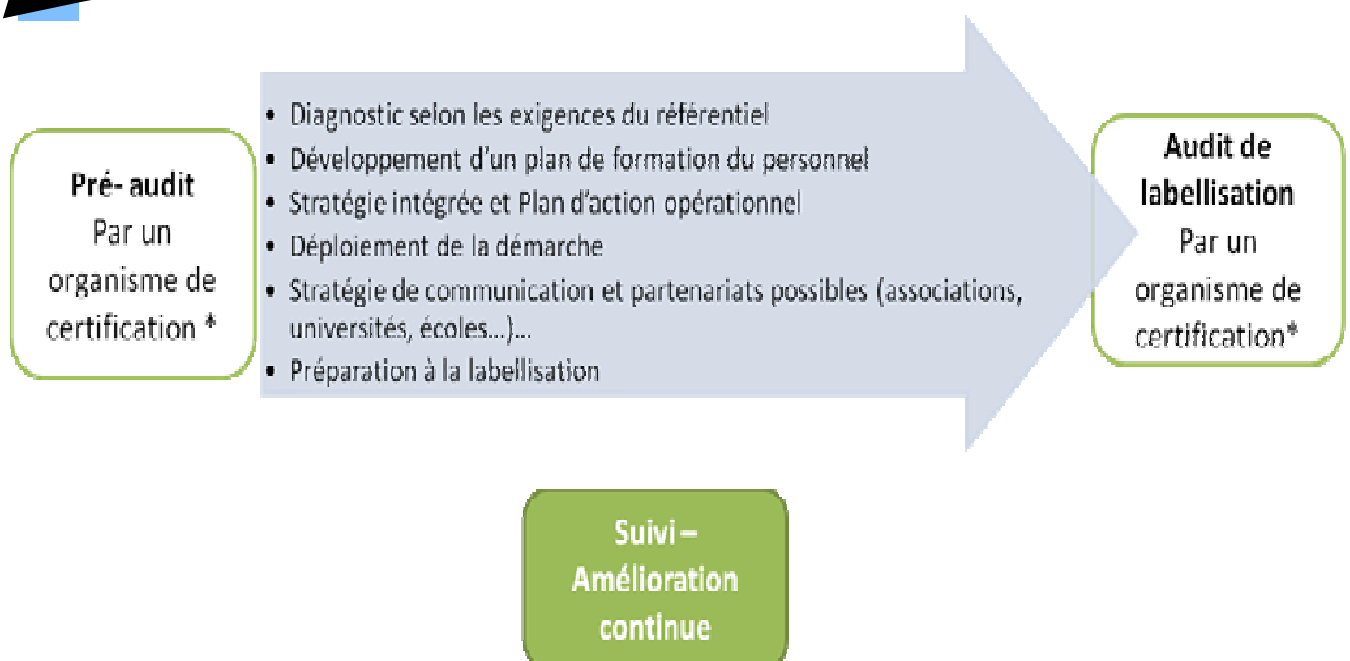 Pré- audit
Par un
organisme de
certification *
• Diagnostic selon les exigences du référentiel
• Développement d'un plan de formation du personnel
• Stratégie intégrée et Plan d'action opérationnel
• Déploiement de la démarche
• Stratégie de communication et partenariats possibles (associations,
universités, écoles...)...
• Préparation à la labellisation
Audit de
labellisation
Par un
organisme de
certification*
Suivi –
Amélioration
continue